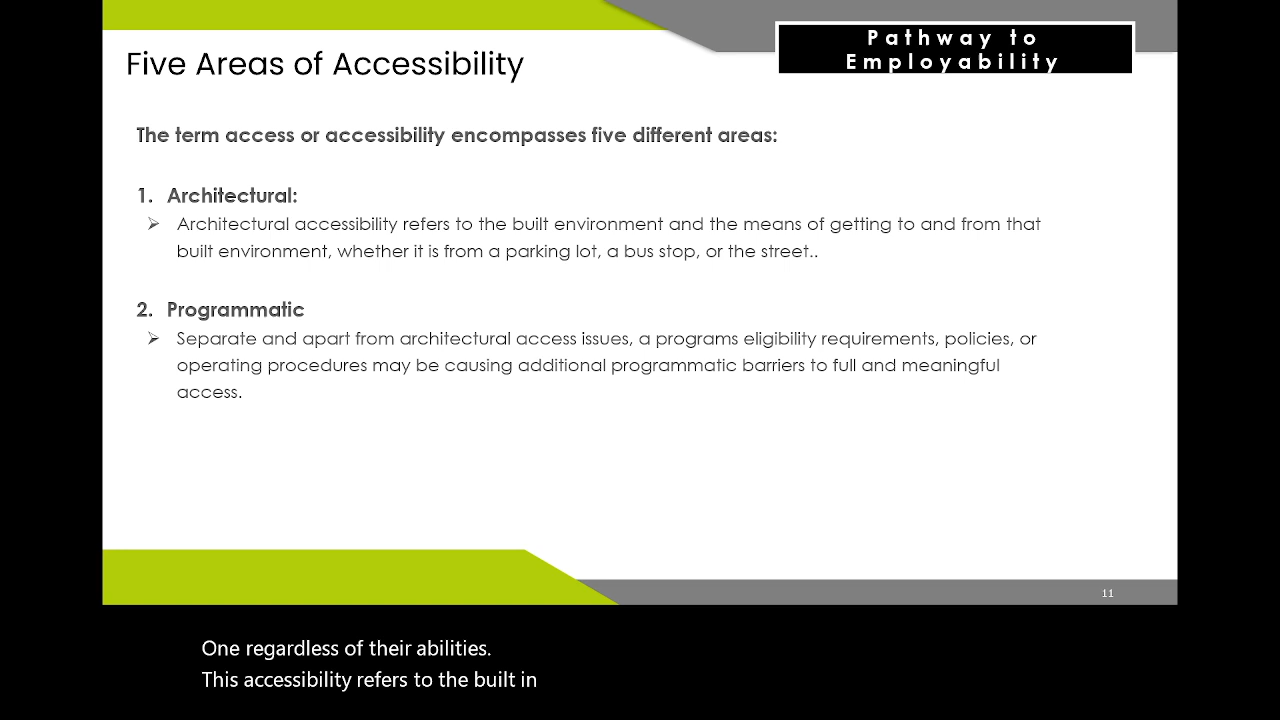 Pathway to
Employability
Five Areas of Accessibility
The term access or accessibility encompasses five different areas:
1. Architectural:
Architectural accessibility refers to the built environment and the means of getting to and from that
built environment, whether it is from a parking lot, a bus stop, or the street..
2. Programmatic
Separate and apart from architectural access issues, a programs eligibility requirements, policies, or
operating procedures may be causing additional programmatic barriers to full and meaningful
access.
11
One regardless of their abilities.
This accessibility refers to the built in